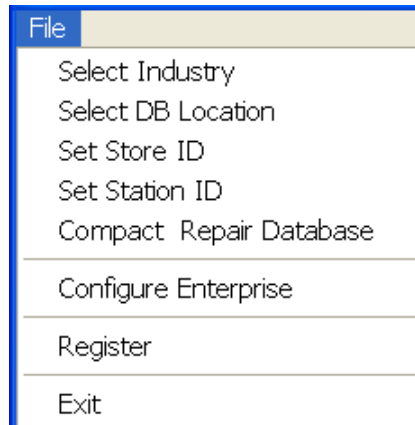 File
Select Industry
Select DB Location
Set Store ID
Set Station ID
Compact  Repair Database
Configure Enterprise
Register
Exit